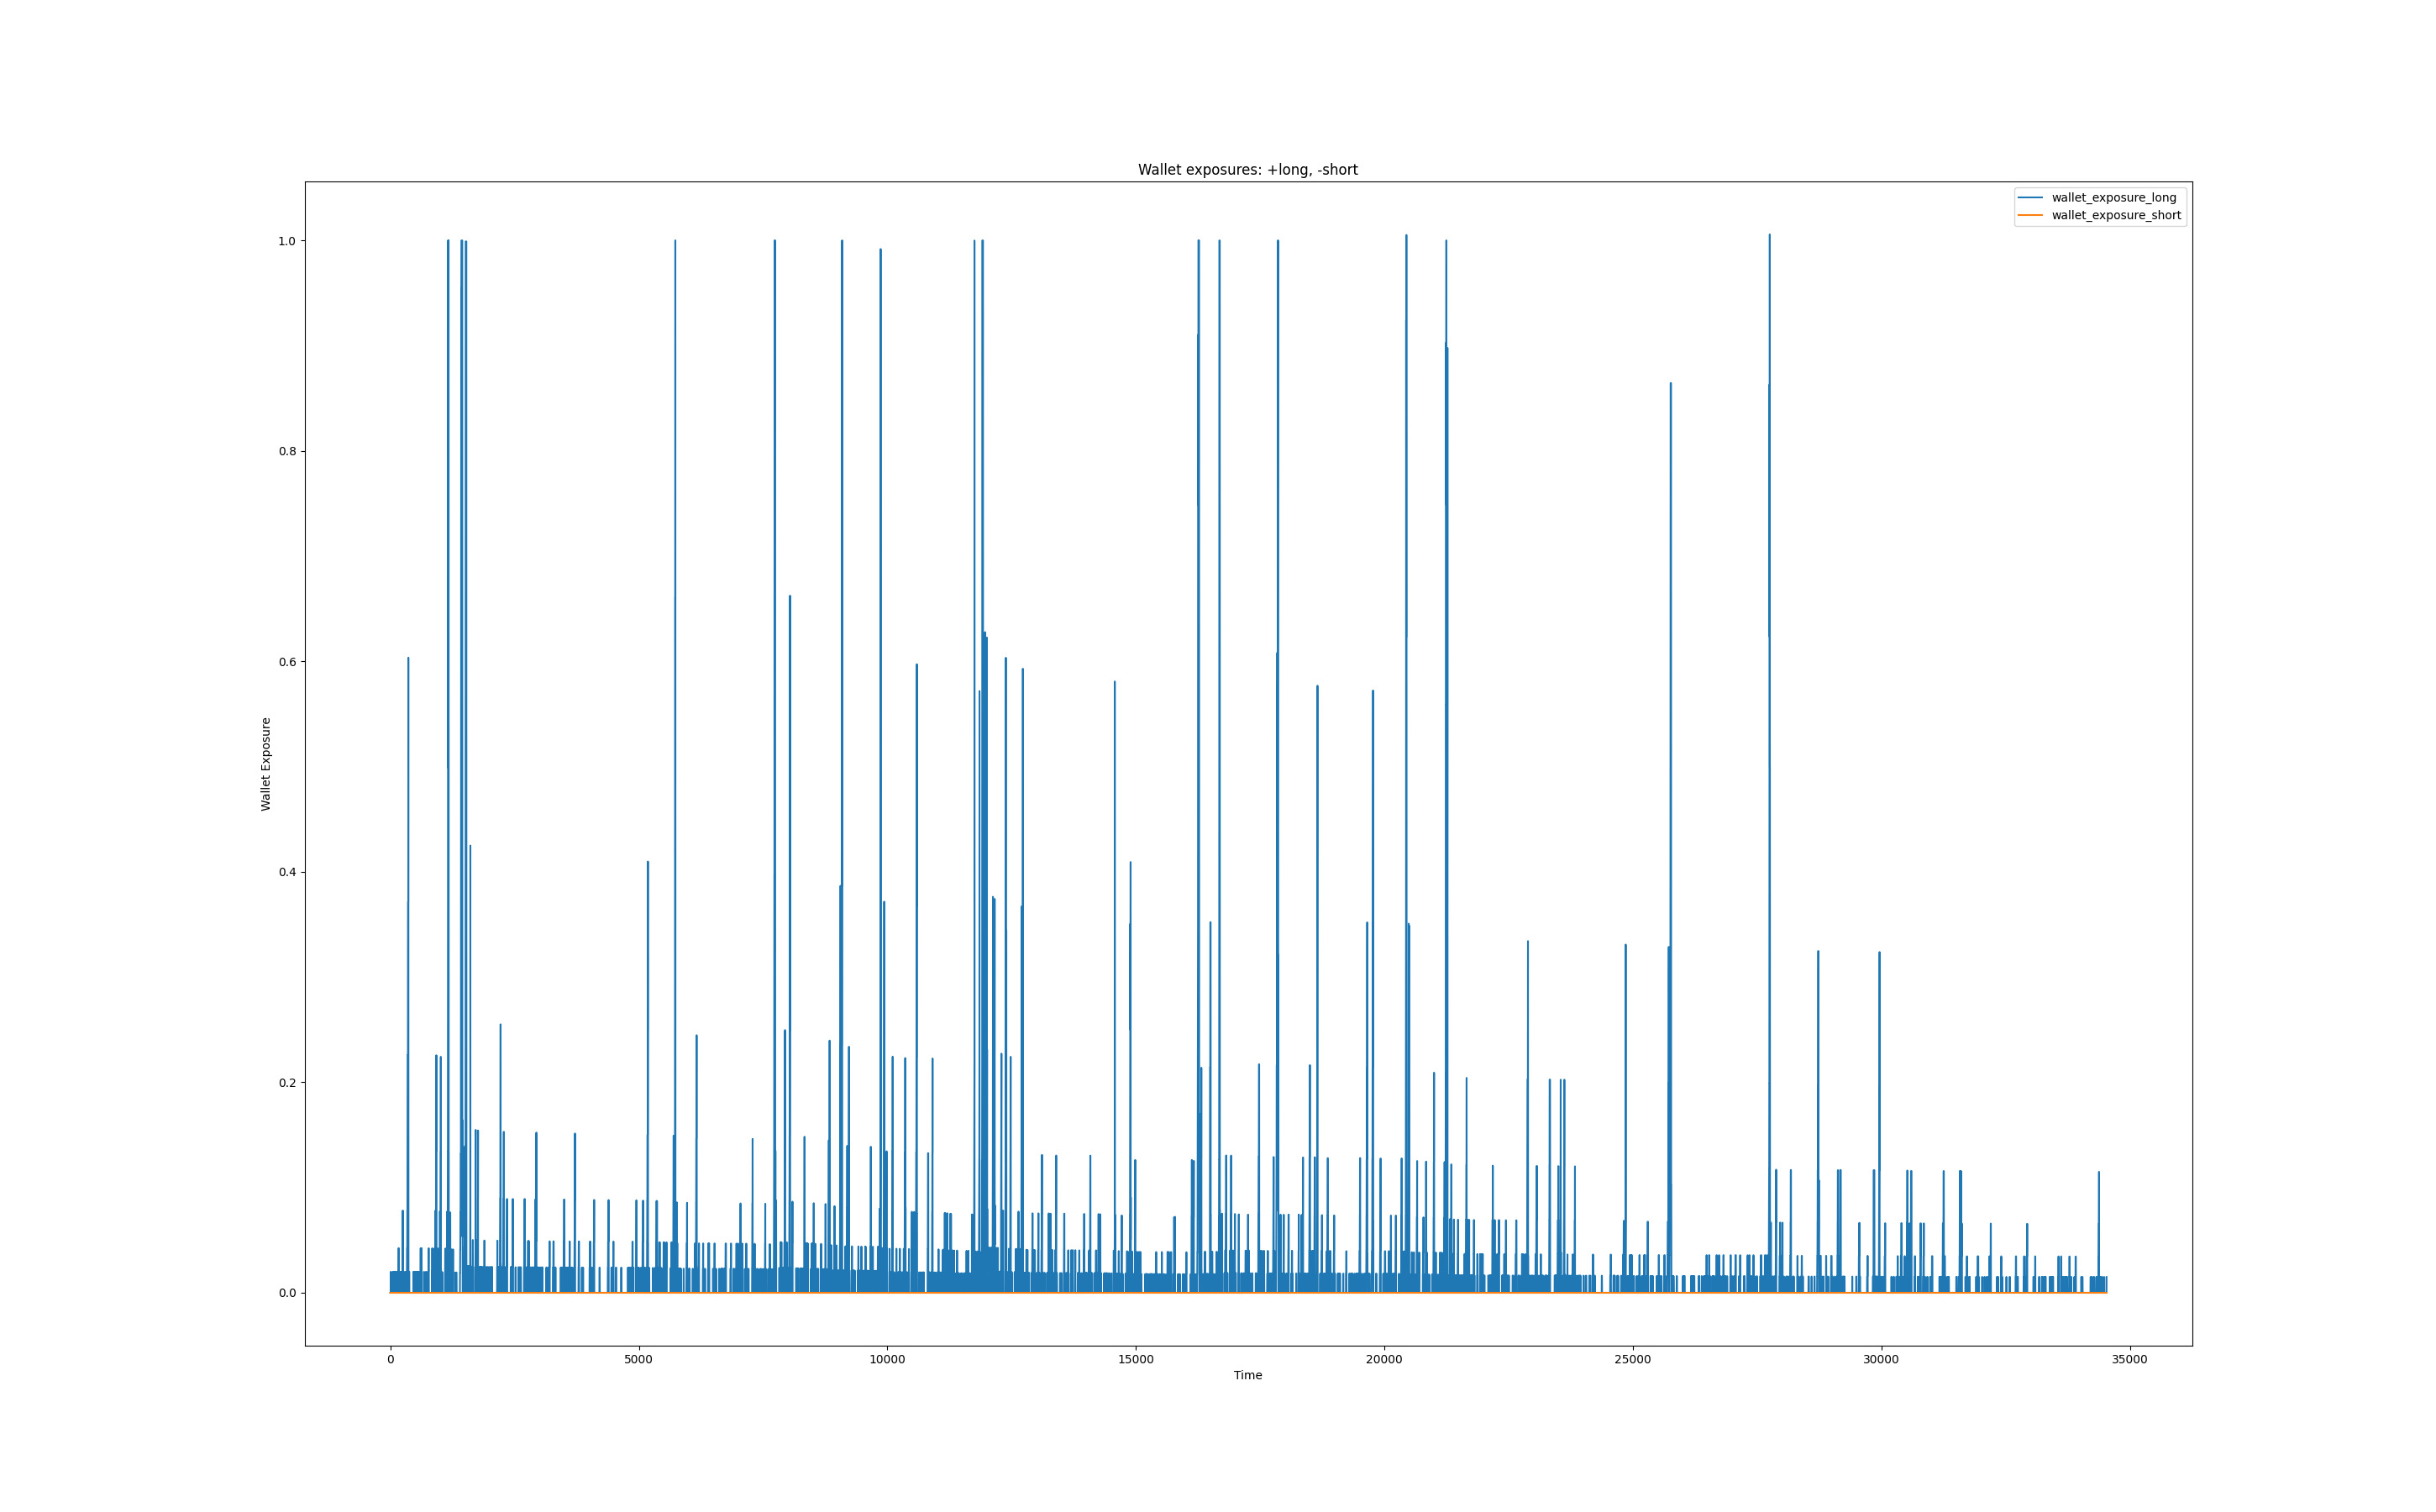 Wallet exposures: +long, -short
wallet_exposure_long
wallet_exposure_short
1.0
0.8
0.6
0.4
0.2
0.0
Wallet Exposure
0 5000 10000 15000 20000 25000 30000 35000
Time